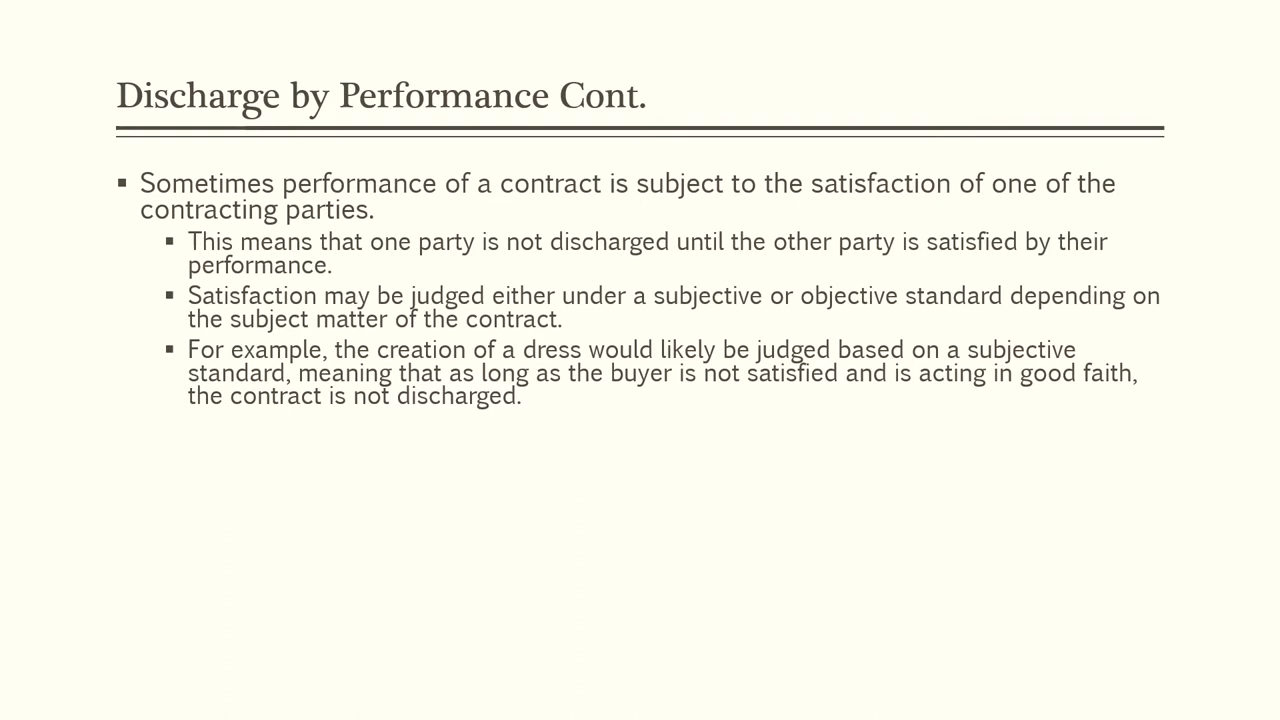 Discharge by Performance Cont.
▪ Sometimes performance of a contract is subject to the satisfaction of one of the
contracting parties.
▪ This means that one party is not discharged until the other party is satisfied by their
performance.
▪ Satisfaction may be judged either under a subjective or objective standard depending on
the subject matter of the contract.
▪ For example, the creation of a dress would likely be judged based on a subjective
standard, meaning that as long as the buyer is not satisfied and is acting in good faith,
the contract is not discharged.